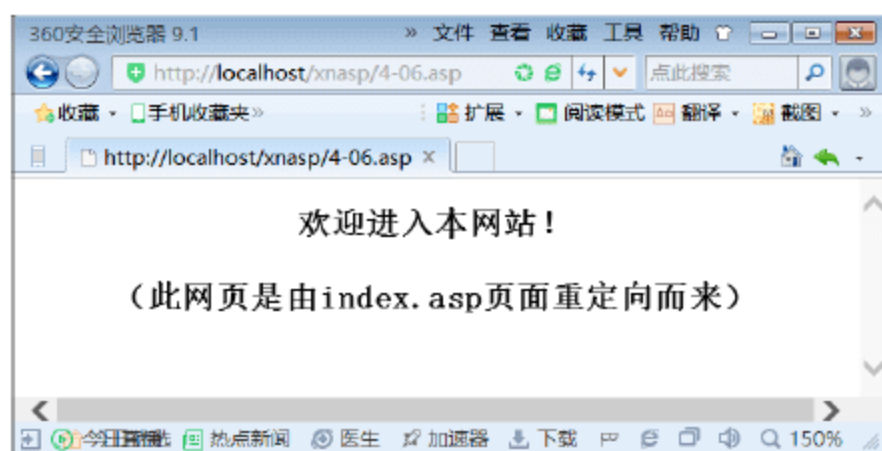 360安全浏览器 9.1 » 文件 查看 收藏 工具 帮助
http://localhost/xnasp/4-06.asp 点此搜索
收藏 手机收藏夹» 扩展 阅读模式 翻译 截图 »
http://localhost/xnasp/4-06.asp ×
欢迎进入本网站！
（此网页是由index.asp页面重定向而来）
热点新闻 医生 加速器 下载 150%